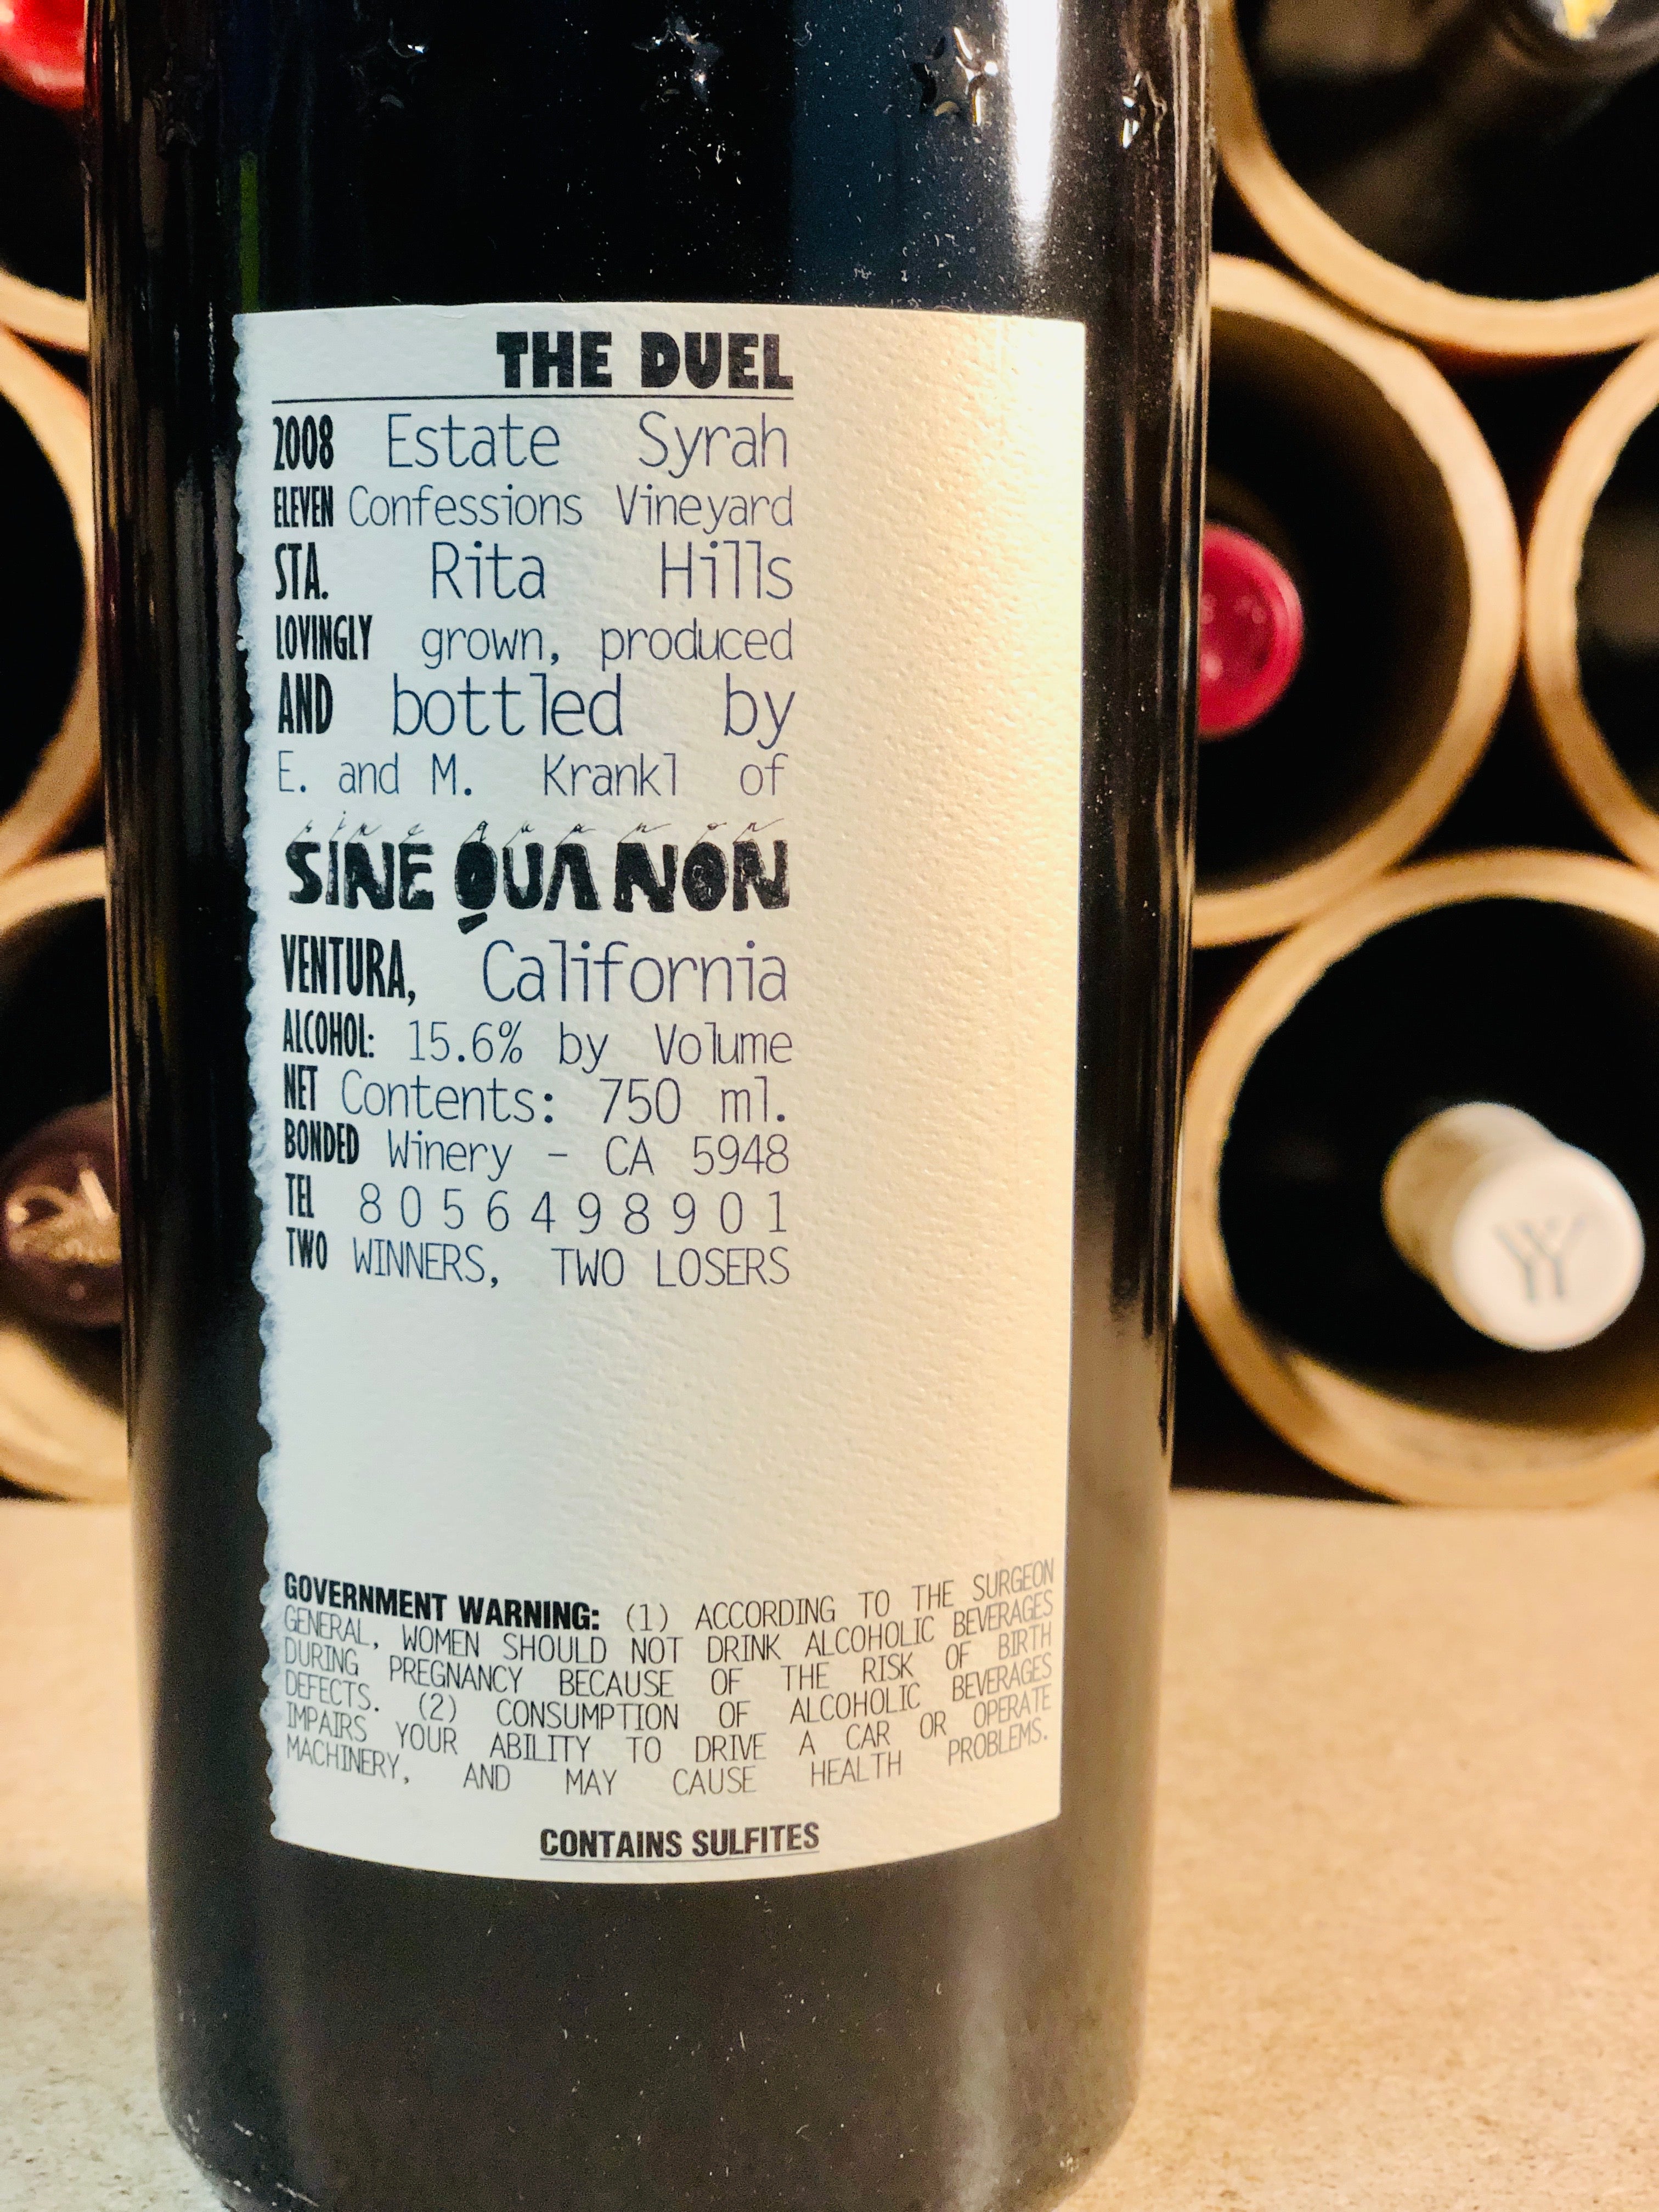 THE DUEL
2008 Estate Syrah
ELEVEN Confessions Vineyard
STA. Rita Hills
LOVINGLY grown, produced
AND bottled by
E. and M. Krankl of
sine qua non
SINE QUA NON
VENTURA, California
ALCOHOL: 15.6% by Volume
NET Contents: 750 ml.
BONDED Winery - CA 5948
TEL 8056498901
TWO WINNERS, TWO LOSERS
GOVERNMENT WARNING: (1) ACCORDING TO THE SURGEON
GENERAL, WOMEN SHOULD NOT DRINK ALCOHOLIC BEVERAGES
DURING PREGNANCY BECAUSE OF THE RISK OF BIRTH
DEFECTS. (2) CONSUMPTION OF ALCOHOLIC BEVERAGES
IMPAIRS YOUR ABILITY TO DRIVE A CAR OR OPERATE
MACHINERY, AND MAY CAUSE HEALTH PROBLEMS.
CONTAINS SULFITES